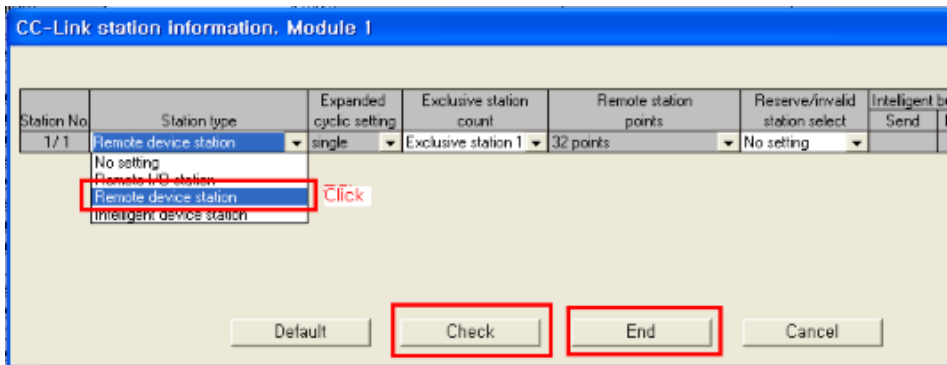 CC-Link station information. Module 1
Expanded Exclusive station Remote station Reserve/invalid Intelligent b
Station No Station type cyclic setting count points station select Send
1/1 Remote device station single Exclusive station 1 32 points No setting
No setting
Remote I/O station
Remote device station Click
Intelligent device station
Default Check End Cancel